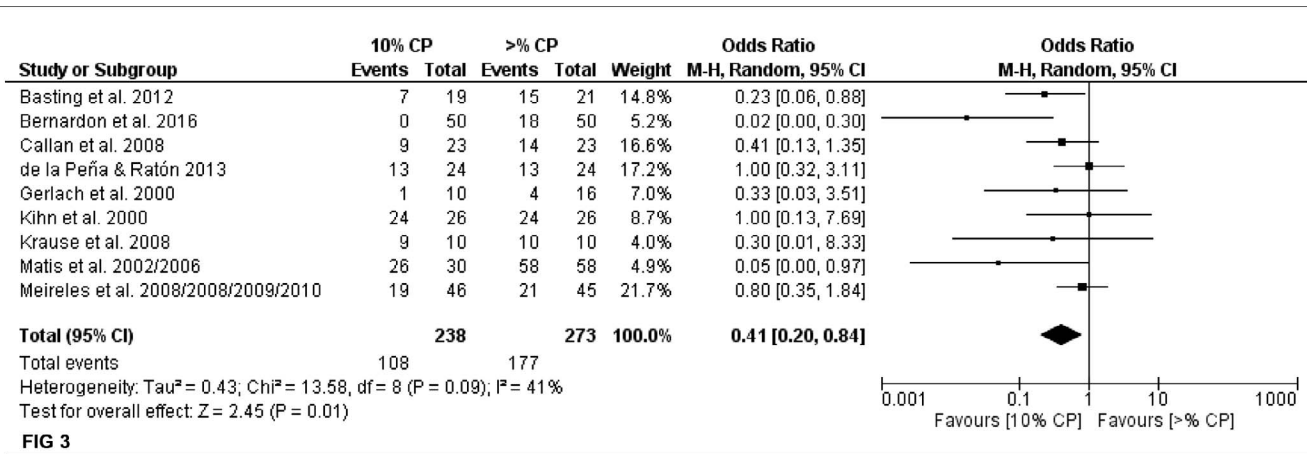 10% CP >% CP Odds Ratio Odds Ratio
Study or Subgroup Events Total Events Total Weight M-H, Random, 95% CI M-H, Random, 95% CI
Basting et al. 2012 7 19 15 21 14.8% 0.23 [0.06, 0.88]
Bernardon et al. 2016 0 50 18 50 5.2% 0.02 [0.00, 0.30]
Callan et al. 2008 9 23 14 23 16.6% 0.41 [0.13, 1.35]
de la Peña & Ratón 2013 13 24 13 24 17.2% 1.00 [0.32, 3.11]
Gerlach et al. 2000 1 10 4 16 7.0% 0.33 [0.03, 3.51]
Kihn et al. 2000 24 26 24 26 8.7% 1.00 [0.13, 7.69]
Krause et al. 2008 9 10 10 10 4.0% 0.30 [0.01, 8.33]
Matis et al. 2002/2006 26 30 58 58 4.9% 0.05 [0.00, 0.97]
Meireles et al. 2008/2008/2009/2010 19 46 21 45 21.7% 0.80 [0.35, 1.84]
Total (95% CI) 238 273 100.0% 0.41 [0.20, 0.84]
Total events 108 177
Heterogeneity: Tau² = 0.43; Chi² = 13.58, df = 8 (P = 0.09); I² = 41%
Test for overall effect: Z = 2.45 (P = 0.01)
0.001 0.1 1 10 1000
Favours [10% CP] Favours [>% CP]
FIG 3